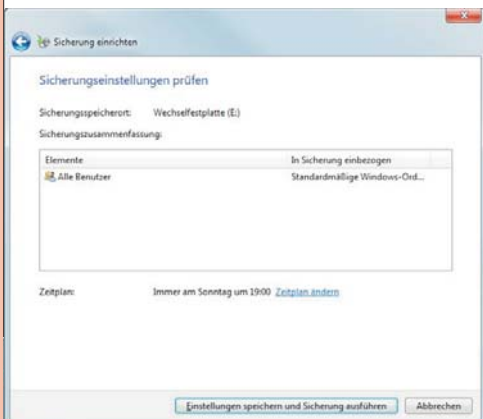 Sicherung einrichten
Sicherungseinstellungen prüfen
Sicherungsspeicherort: Wechselfestplatte (E:)
Sicherungszusammenfassung:
Elemente In Sicherung einbezogen
Alle Benutzer Standardmäßige Windows-Ord...
Zeitplan: Immer am Sonntag um 19:00 Zeitplan ändern
Einstellungen speichern und Sicherung ausführen Abbrechen